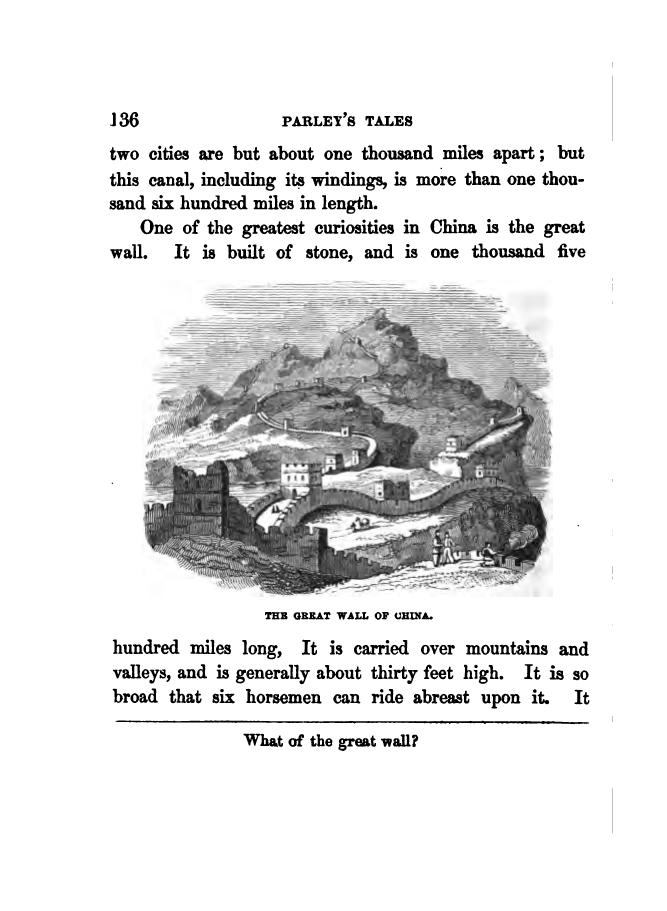 136 PARLEY'S TALES
two cities are but about one thousand miles apart; but
this canal, including its windings, is more than one thou-
sand six hundred miles in length.
One of the greatest curiosities in China is the great
wall. It is built of stone, and is one thousand five
THE GREAT WALL OF CHINA.
hundred miles long, It is carried over mountains and
valleys, and is generally about thirty feet high. It is so
broad that six horsemen can ride abreast upon it. It
What of the great wall?